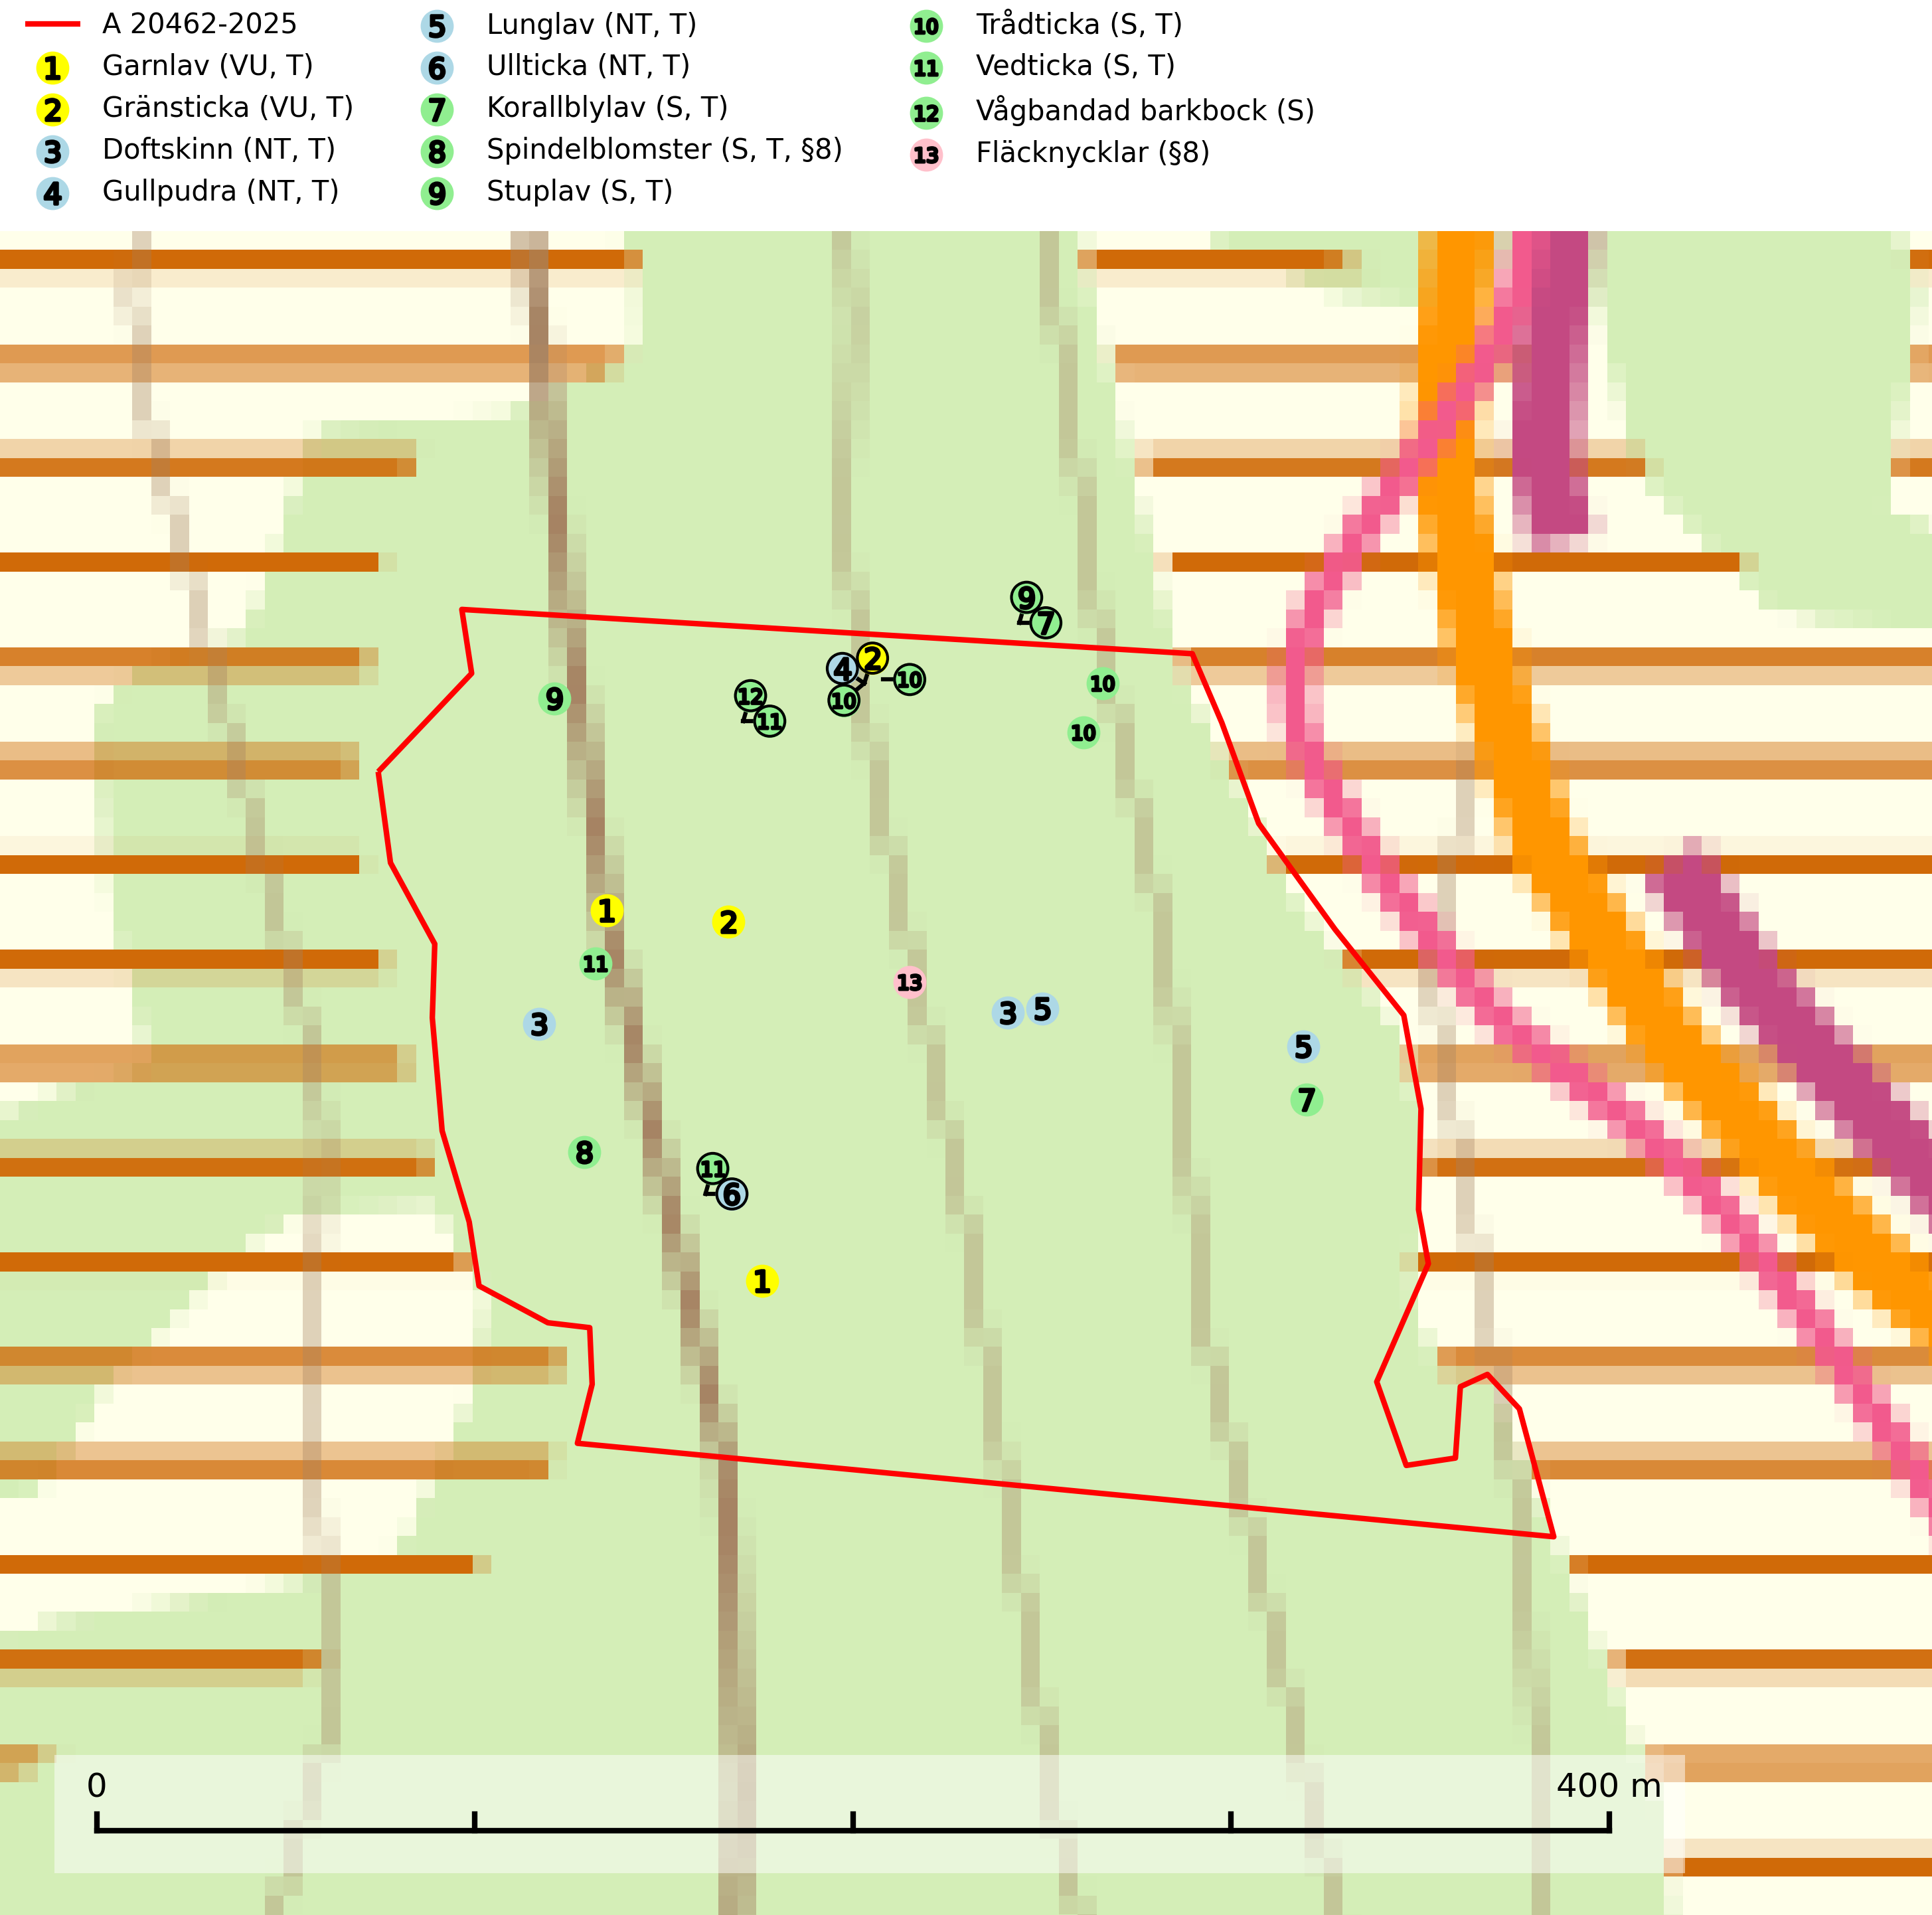 A 20462-2025
1 Garnlav (VU, T)
2 Gränsticka (VU, T)
3 Doftskinn (NT, T)
4 Gullpudra (NT, T)
5 Lunglav (NT, T)
6 Ullticka (NT, T)
7 Korallblylav (S, T)
8 Spindelblomster (S, T, §8)
9 Stuplav (S, T)
10 Trådticka (S, T)
11 Vedticka (S, T)
12 Vågbandad barkbock (S)
13 Fläcknycklar (§8)
9
7
4 2
10
10
10
9
12
11
10
1
2
11
13
3
3 5
5
7
8
11
6
1
0 400 m